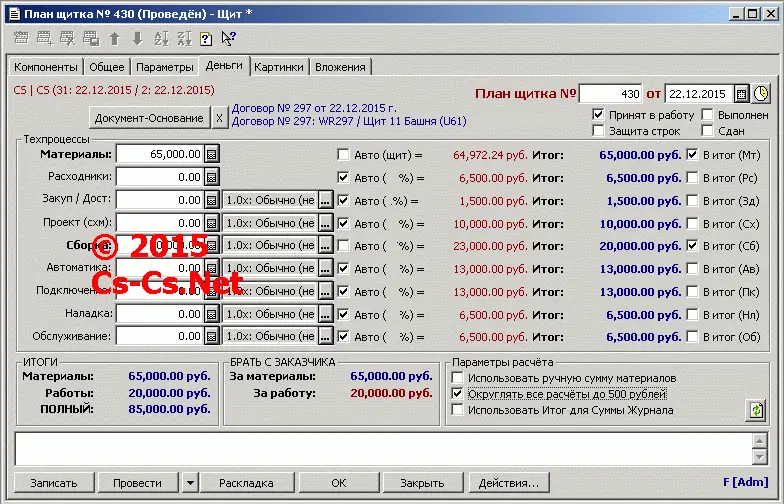 План щитка № 430 (Проведён) - Щит *
Компоненты Общее Параметры Деньги Картинки Вложения
CS | CS (31: 22.12.2015 / 2: 22.12.2015)
План щитка № 430 от 22.12.2015
Документ-Основание X
Договор № 297 от 22.12.2015 г.
Договор № 297: WR297 / Щит 11 Башня (U61)
Принят в работу Выполнен
Защита строк Сдан
Техпроцессы
Материалы: 65,000.00 Авто (щит) = 64,972.24 руб. Итог: 65,000.00 руб. В итог (Мт)
Расходники: 0.00 Авто ( %) = 6,500.00 руб. Итог: 6,500.00 руб. В итог (Рс)
Закуп / Дост: 0.00 1.0x: Обычно (не ... Авто ( .%) = 1,500.00 руб. Итог: 1,500.00 руб. В итог (Зд)
Проект (схм): 0.00 1.0x: Обычно (не ... Авто ( %) = 10,000.00 руб. Итог: 10,000.00 руб. В итог (Сх)
Сборка: 1.0x: Обычно (не ... Авто ( %) = 23,000.00 руб. Итог: 20,000.00 руб. В итог (Сб)
Автоматика: 0.00 1.0x: Обычно (не ... Авто ( %) = 13,000.00 руб. Итог: 13,000.00 руб. В итог (Ав)
Подключение: 0.00 1.0x: Обычно (не ... Авто ( %) = 13,000.00 руб. Итог: 13,000.00 руб. В итог (Пк)
Наладка: 0.00 1.0x: Обычно (не ... Авто ( %) = 6,500.00 руб. Итог: 6,500.00 руб. В итог (Нл)
Обслуживание: 0.00 1.0x: Обычно (не ... Авто ( %) = 6,500.00 руб. Итог: 6,500.00 руб. В итог (Об)
© 2015
Cs-Cs.Net
ИТОГИ
Материалы: 65,000.00 руб.
Работы: 20,000.00 руб.
ПОЛНЫЙ: 85,000.00 руб.
БРАТЬ С ЗАКАЗЧИКА
За материалы: 65,000.00 руб.
За работу: 20,000.00 руб.
Параметры расчёта
Использовать ручную сумму материалов
Округлять все расчёты до 500 рублей
Использовать Итог для Суммы Журнала
Записать Провести Раскладка ОК Закрыть Действия... F [Adm]